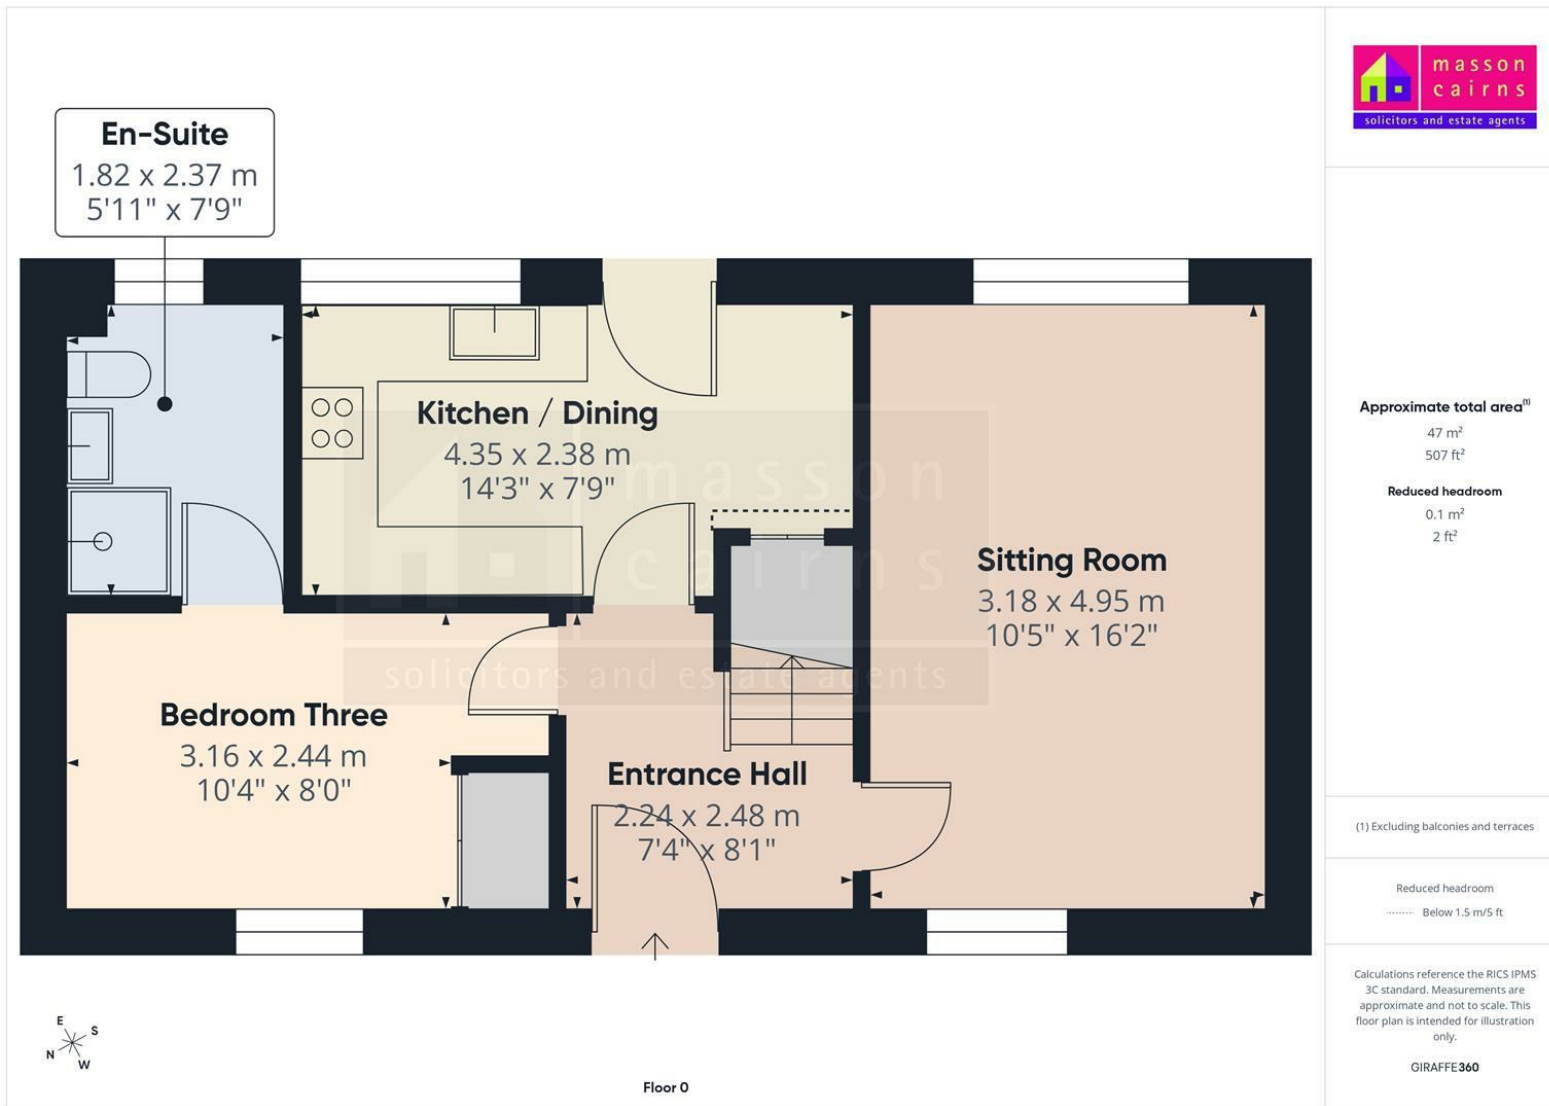 En-Suite
1.82 x 2.37 m
5'11" x 7'9"
Kitchen / Dining
4.35 x 2.38 m
14'3" x 7'9"
Sitting Room
3.18 x 4.95 m
10'5" x 16'2"
Bedroom Three
3.16 x 2.44 m
10'4" x 8'0"
Entrance Hall
2.24 x 2.48 m
7'4" x 8'1"
masson
cairns
solicitors and estate agents
E
S
N
W
Floor 0
masson
cairns
solicitors and estate agents
Approximate total area(1)
47 m²
507 ft²
Reduced headroom
0.1 m²
2 ft²
(1) Excluding balconies and terraces
Reduced headroom
Below 1.5 m/5 ft
Calculations reference the RICS IPMS
3C standard. Measurements are
approximate and not to scale. This
floor plan is intended for illustration
only.
GIRAFFE360